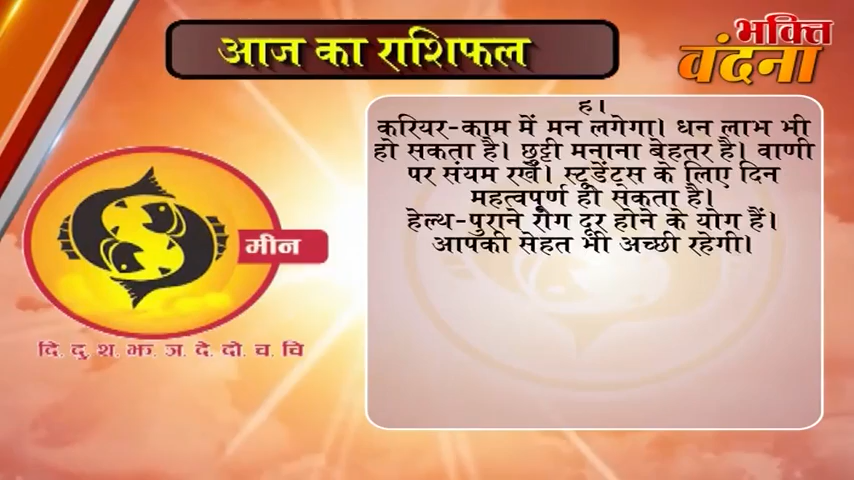 आज का राशिफल
भक्ति
वंदना
ह।
करियर-काम में मन लगेगा। धन लाभ भी
हो सकता है। छुट्टी मनाना बेहतर है। वाणी
पर संयम रखें। स्टूडेंट्स के लिए दिन
महत्वपूर्ण हो सकता है।
हेल्थ-पुराने रोग दूर होने के योग हैं।
आपकी सेहत भी अच्छी रहेगी।
मीन
दि. दु. श. झ. ञ. दे. दो. च. चि